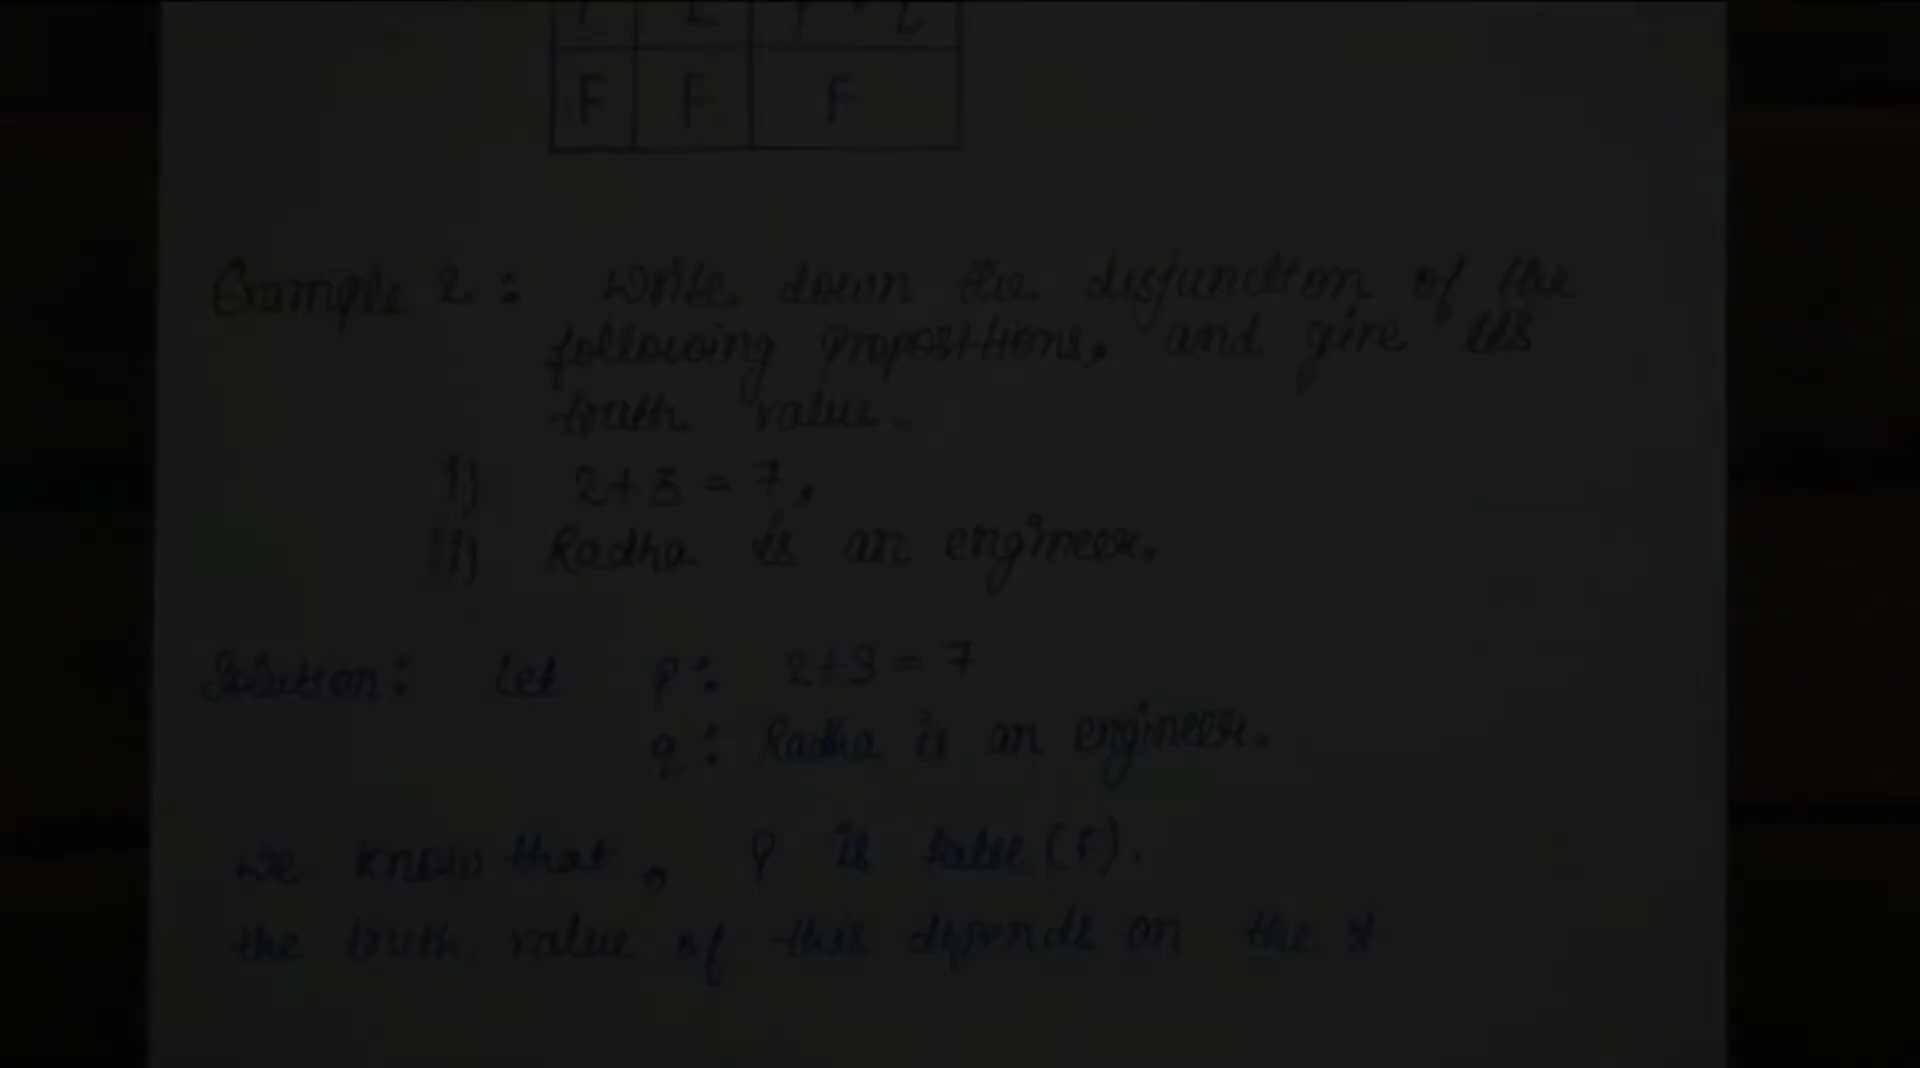 F F F
Example 2 : write down the disjunction of the
following propositions, and give its
truth value.
i) 2+3 = 7.
ii) Radha is an engineer.
Solution: Let p : 2+3 = 7
q : Radha is an engineer.
We know that, p is false (F).
the truth value of this depends on the